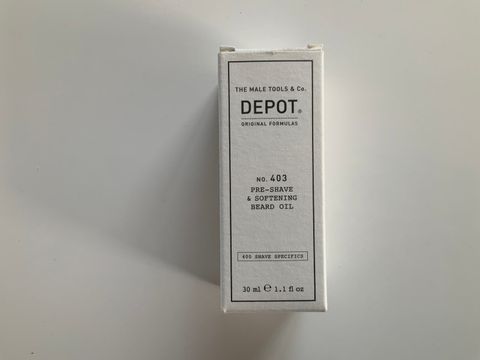 THE MALE TOOLS & Co.
DEPOT®
ORIGINAL FORMULAS
NO. 403
PRE-SHAVE
& SOFTENING
BEARD OIL
400 SHAVE SPECIFICS
30 ml ℮ 1.1 fl oz